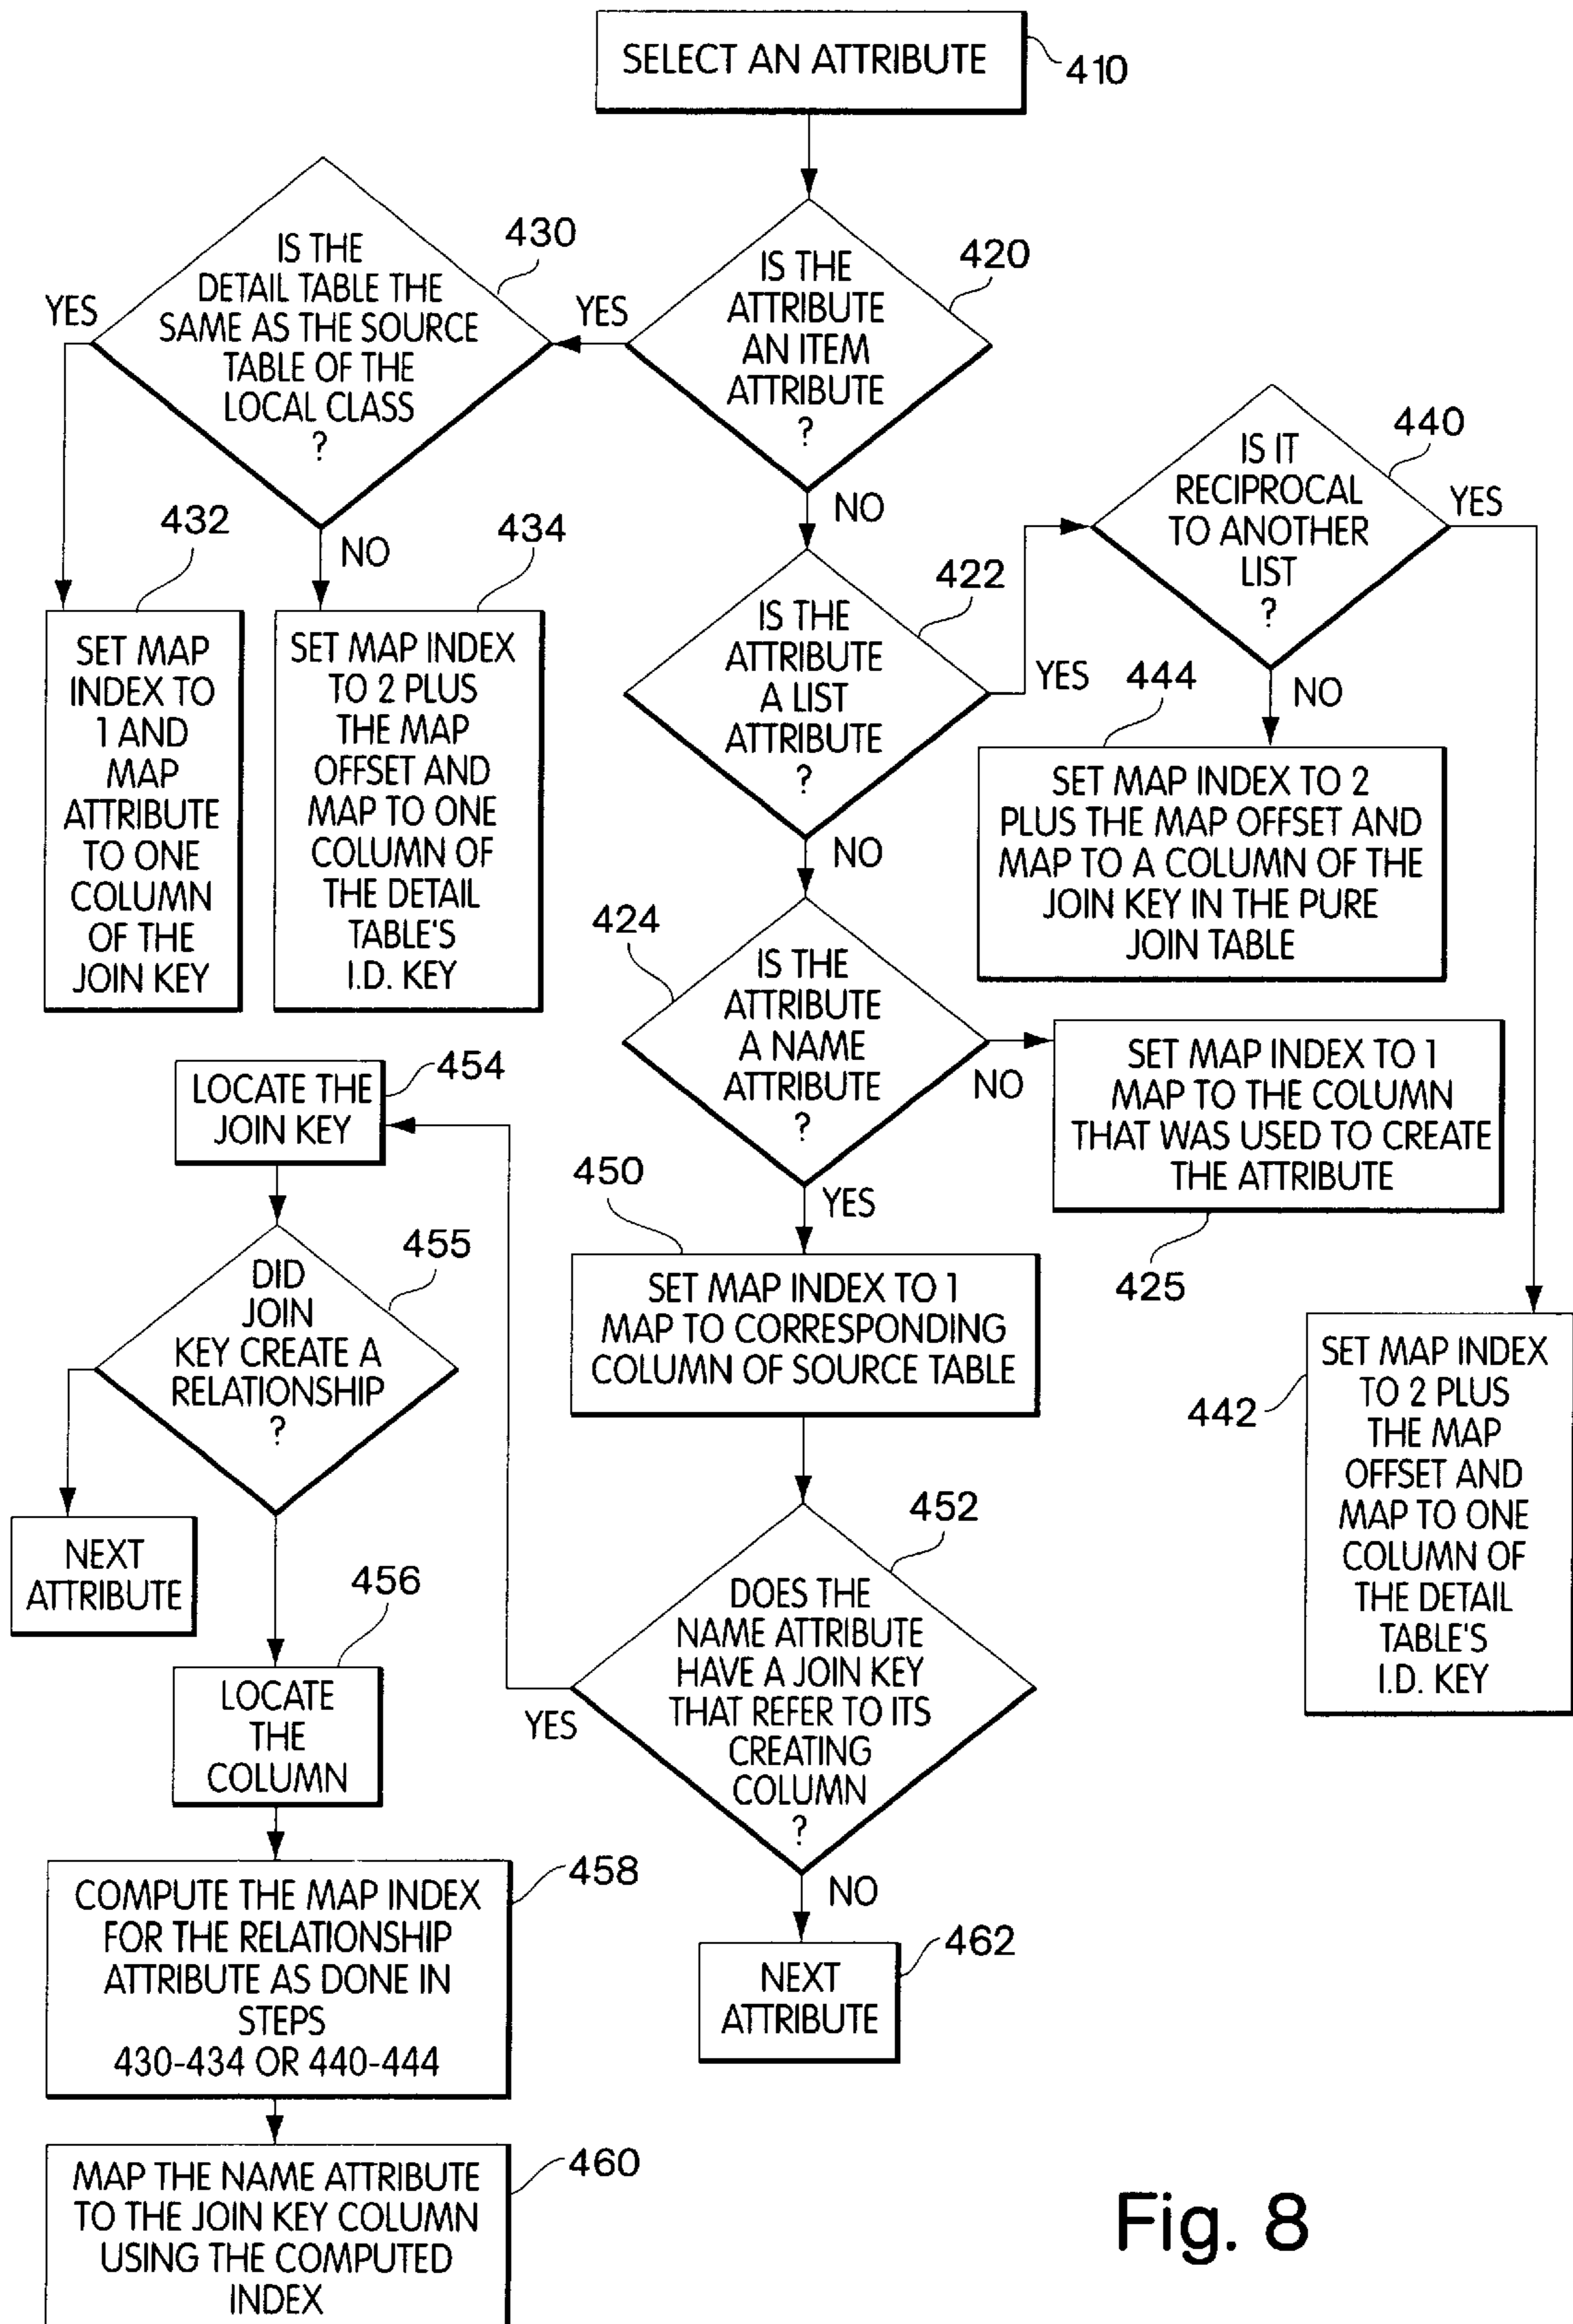 SELECT AN ATTRIBUTE
410
IS THE
ATTRIBUTE
AN ITEM
ATTRIBUTE
?
420
YES
NO
IS THE
DETAIL TABLE THE
SAME AS THE SOURCE
TABLE OF THE
LOCAL CLASS
?
430
YES
NO
432
SET MAP
INDEX TO
1 AND
MAP
ATTRIBUTE
TO ONE
COLUMN
OF THE
JOIN KEY
434
SET MAP INDEX
TO 2 PLUS
THE MAP
OFFSET AND
MAP TO ONE
COLUMN OF
THE DETAIL
TABLE'S
I.D. KEY
IS THE
ATTRIBUTE
A LIST
ATTRIBUTE
?
422
YES
NO
IS IT
RECIPROCAL
TO ANOTHER
LIST
?
440
YES
NO
444
SET MAP INDEX TO 2
PLUS THE MAP OFFSET AND
MAP TO A COLUMN OF THE
JOIN KEY IN THE PURE
JOIN TABLE
424
IS THE
ATTRIBUTE
A NAME
ATTRIBUTE
?
NO
YES
SET MAP INDEX TO 1
MAP TO THE COLUMN
THAT WAS USED TO CREATE
THE ATTRIBUTE
425
442
SET MAP INDEX
TO 2 PLUS
THE MAP
OFFSET AND
MAP TO ONE
COLUMN OF
THE DETAIL
TABLE'S
I.D. KEY
450
SET MAP INDEX TO 1
MAP TO CORRESPONDING
COLUMN OF SOURCE TABLE
452
DOES THE
NAME ATTRIBUTE
HAVE A JOIN KEY
THAT REFER TO ITS
CREATING
COLUMN
?
YES
NO
NEXT
ATTRIBUTE
462
LOCATE THE
JOIN KEY
454
DID
JOIN
KEY CREATE A
RELATIONSHIP
?
455
NEXT
ATTRIBUTE
456
LOCATE
THE
COLUMN
COMPUTE THE MAP INDEX
FOR THE RELATIONSHIP
ATTRIBUTE AS DONE IN
STEPS
430-434 OR 440-444
458
MAP THE NAME ATTRIBUTE
TO THE JOIN KEY COLUMN
USING THE COMPUTED
INDEX
460
Fig. 8